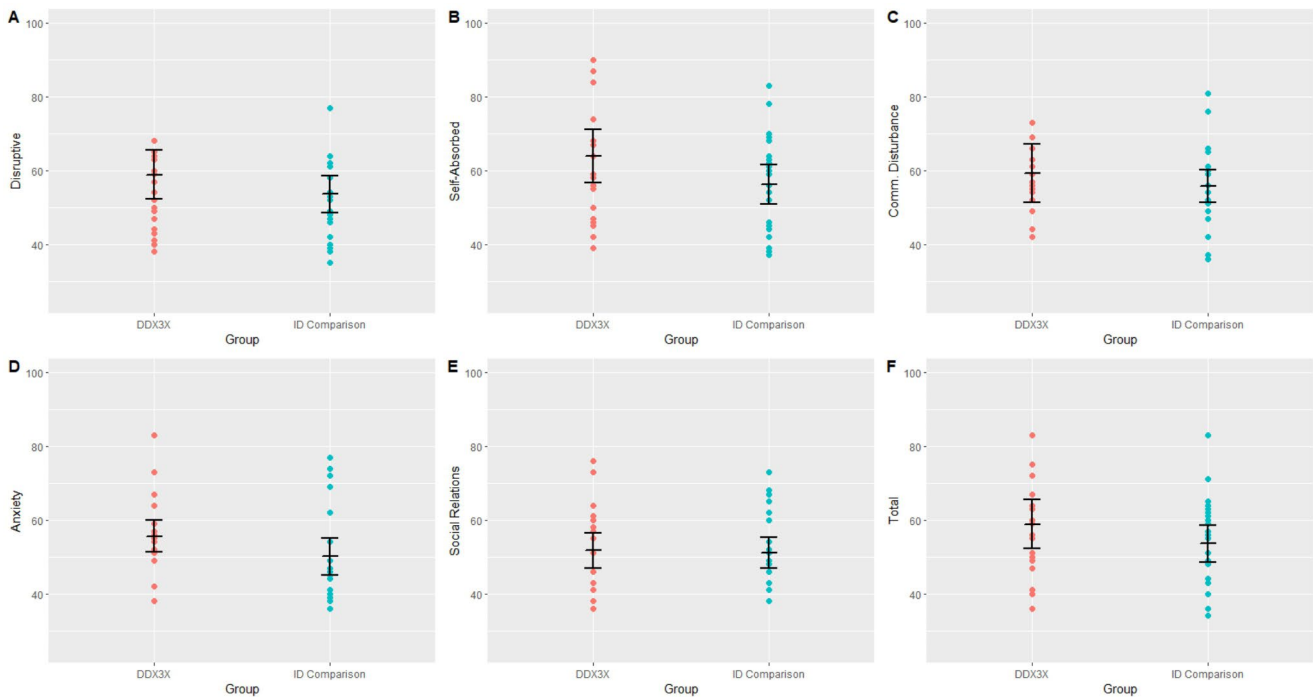 A
100
80
60
40
Disruptive
DDX3X
ID Comparison
Group
B
100
80
60
40
Self-Absorbed
DDX3X
ID Comparison
Group
C
100
80
60
40
Comm. Disturbance
DDX3X
ID Comparison
Group
D
100
80
60
40
Anxiety
DDX3X
ID Comparison
Group
E
100
80
60
40
Social Relations
DDX3X
ID Comparison
Group
F
100
80
60
40
Total
DDX3X
ID Comparison
Group